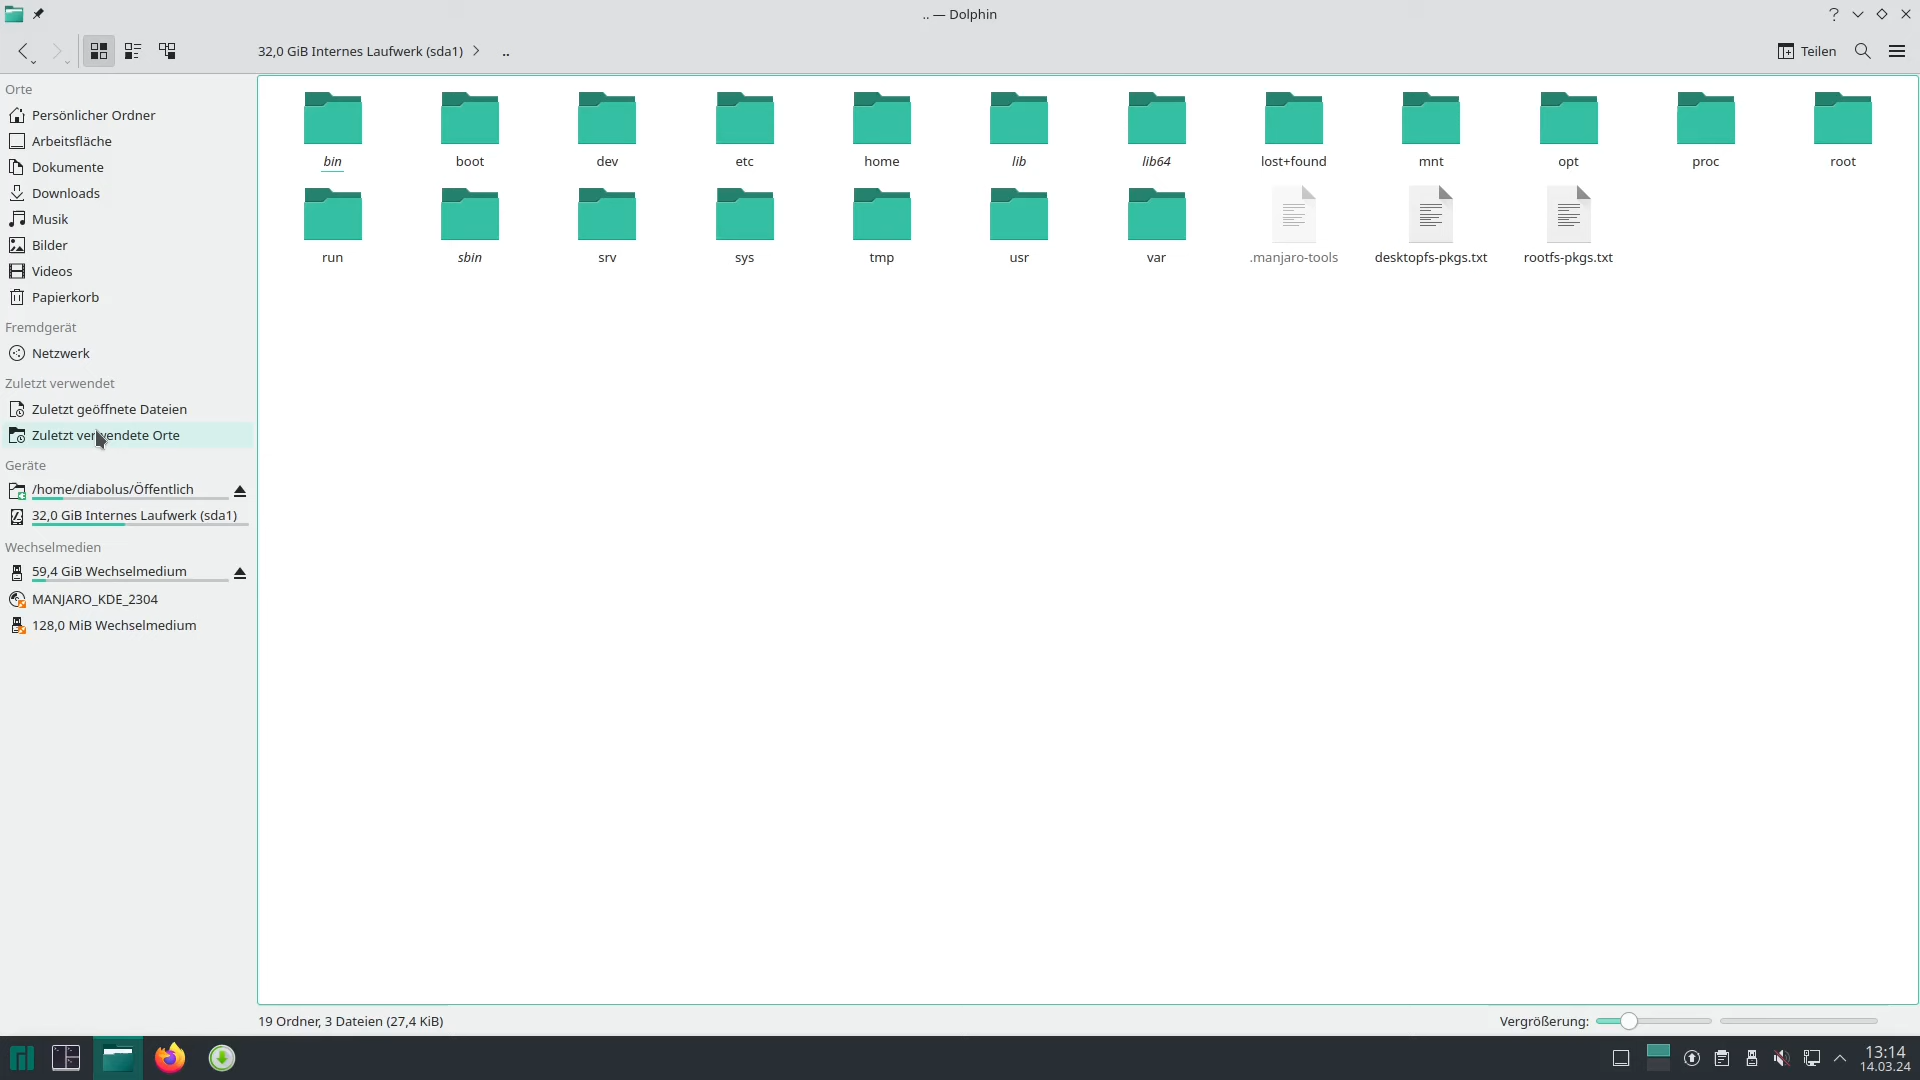 .. — Dolphin
32,0 GiB Internes Laufwerk (sda1)
..
Teilen
Orte
Persönlicher Ordner
Arbeitsfläche
Dokumente
Downloads
Musik
Bilder
Videos
Papierkorb
Fremdgerät
Netzwerk
Zuletzt verwendet
Zuletzt geöffnete Dateien
Zuletzt verwendete Orte
Geräte
/home/diabolus/Öffentlich
32,0 GiB Internes Laufwerk (sda1)
Wechselmedien
59,4 GiB Wechselmedium
MANJARO_KDE_2304
128,0 MiB Wechselmedium
bin boot dev etc home lib lib64 lost+found mnt opt proc root
run sbin srv sys tmp usr var .manjaro-tools desktopfs-pkgs.txt rootfs-pkgs.txt
19 Ordner, 3 Dateien (27,4 KiB)
Vergrößerung:
13:14
14.03.24